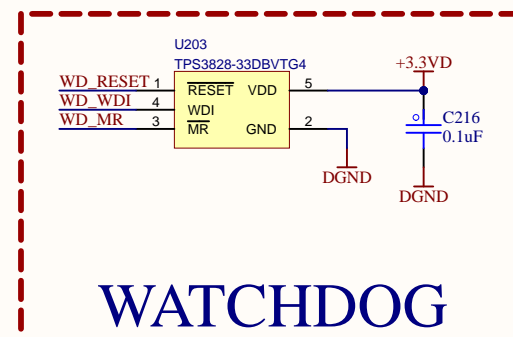 U203
TPS3828-33DBVTG4
+3.3VD
WD_RESET 1 RESET VDD 5
WD_WDI 4 WDI
C216
WD_MR 3 MR GND 2
0.1uF
DGND
DGND
WATCHDOG